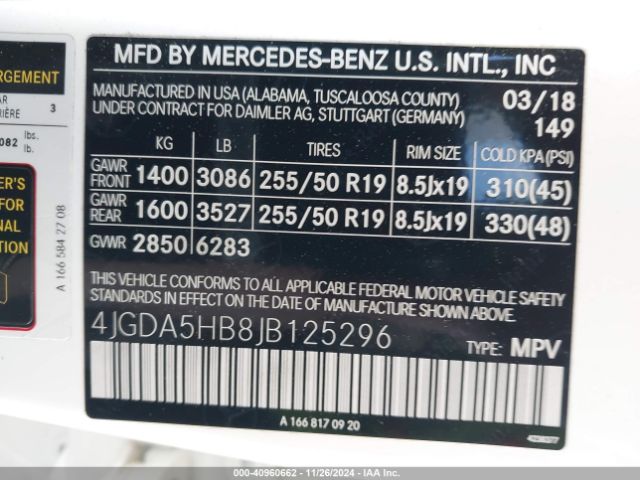 MFD BY MERCEDES-BENZ U.S. INTL., INC
MANUFACTURED IN USA (ALABAMA, TUSCALOOSA COUNTY) 03/18
UNDER CONTRACT FOR DAIMLER AG, STUTTGART (GERMANY) 149
KG LB TIRES RIM SIZE COLD KPA(PSI)
GAWR FRONT 1400 3086 255/50 R19 8.5Jx19 310(45)
GAWR REAR 1600 3527 255/50 R19 8.5Jx19 330(48)
GVWR 2850 6283
THIS VEHICLE CONFORMS TO ALL APPLICABLE FEDERAL MOTOR VEHICLE SAFETY
STANDARDS IN EFFECT ON THE DATE OF MANUFACTURE SHOWN ABOVE.
4JGDA5HB8JB125296 TYPE: MPV
A 166 817 09 20
RGEMENT
AR
IÈRE 3
082 lbs.
lb.
R'S
FOR
NAL
ION
A 166 584 27 08
000-40960662 - 11/26/2024 - IAA Inc.